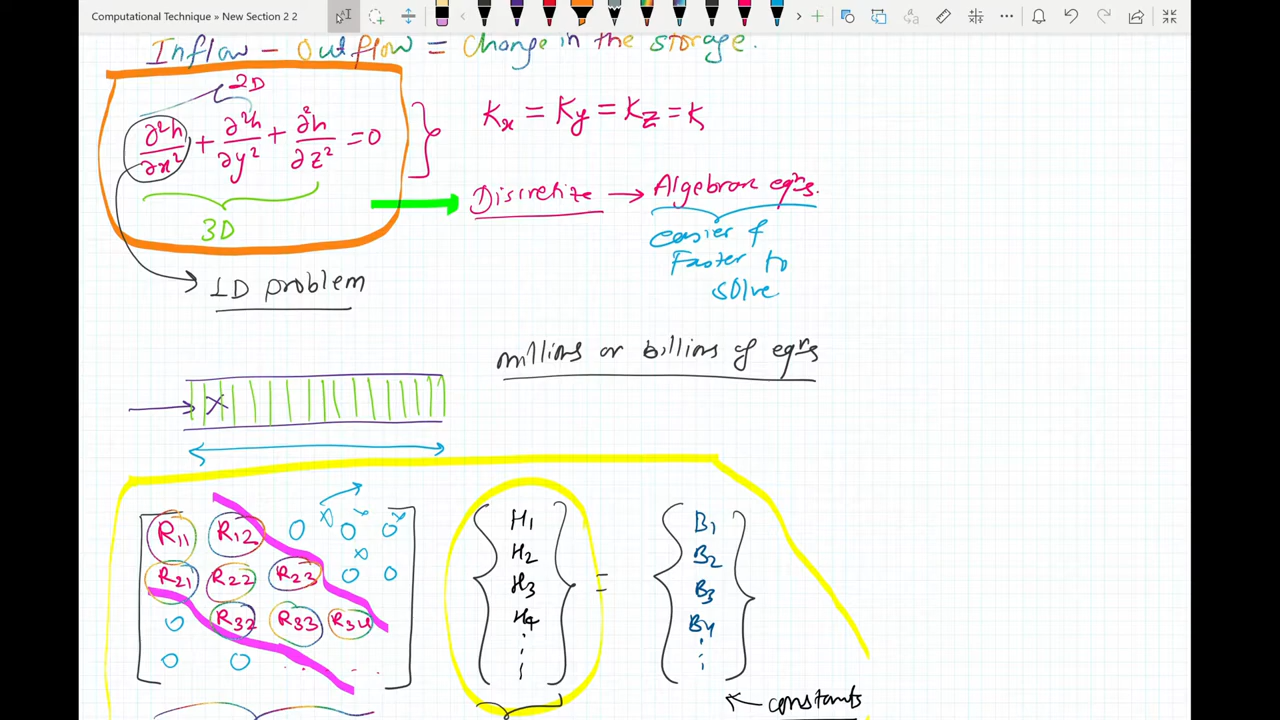 Computational Technique » New Section 2 2
Inflow - Outflow = Change in the storage.
2D
∂²h/∂x² + ∂²h/∂y² + ∂²h/∂z² = 0
Kx = Ky = Kz = K
Discretize → Algebraic eqns.
3D
easier &
Faster to
solve
1D problem
millions or billions of eqns
X
R11 R12 0 0 0
R21 R22 R23 0 0
0 R32 R33 R34
0 0
H1
H2
H3
H4
=
B1
B2
B3
B4
← constants